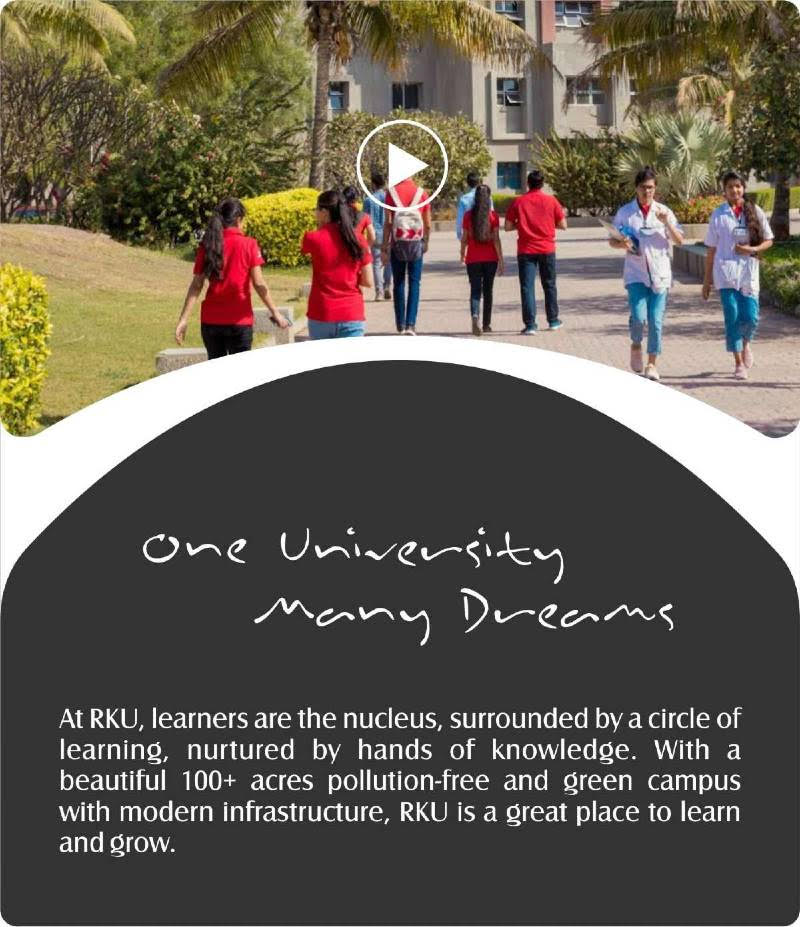 One University
Many Dreams
At RKU, learners are the nucleus, surrounded by a circle of
learning, nurtured by hands of knowledge. With a
beautiful 100+ acres pollution-free and green campus
with modern infrastructure, RKU is a great place to learn
and grow.